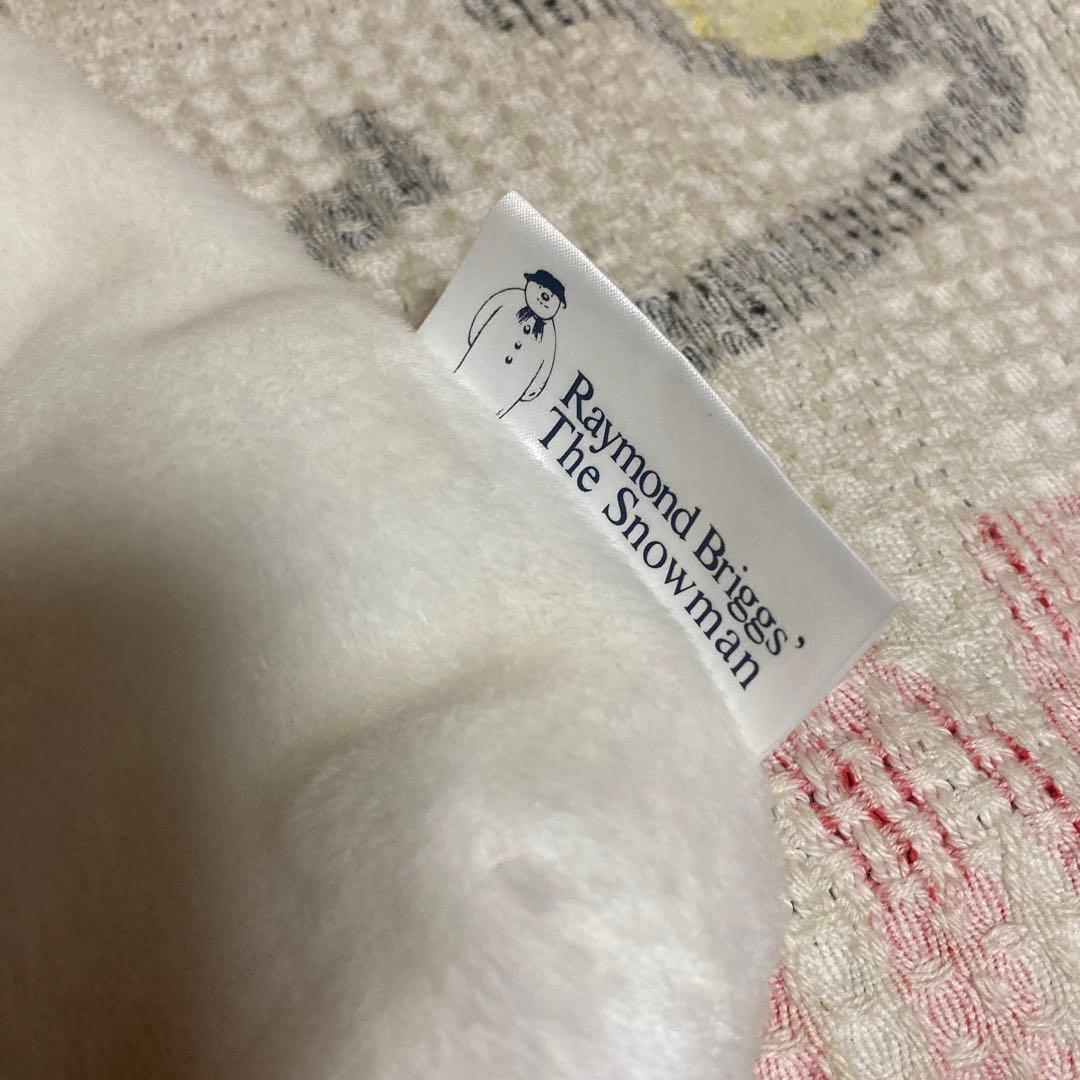 Raymond Briggs’
The Snowman